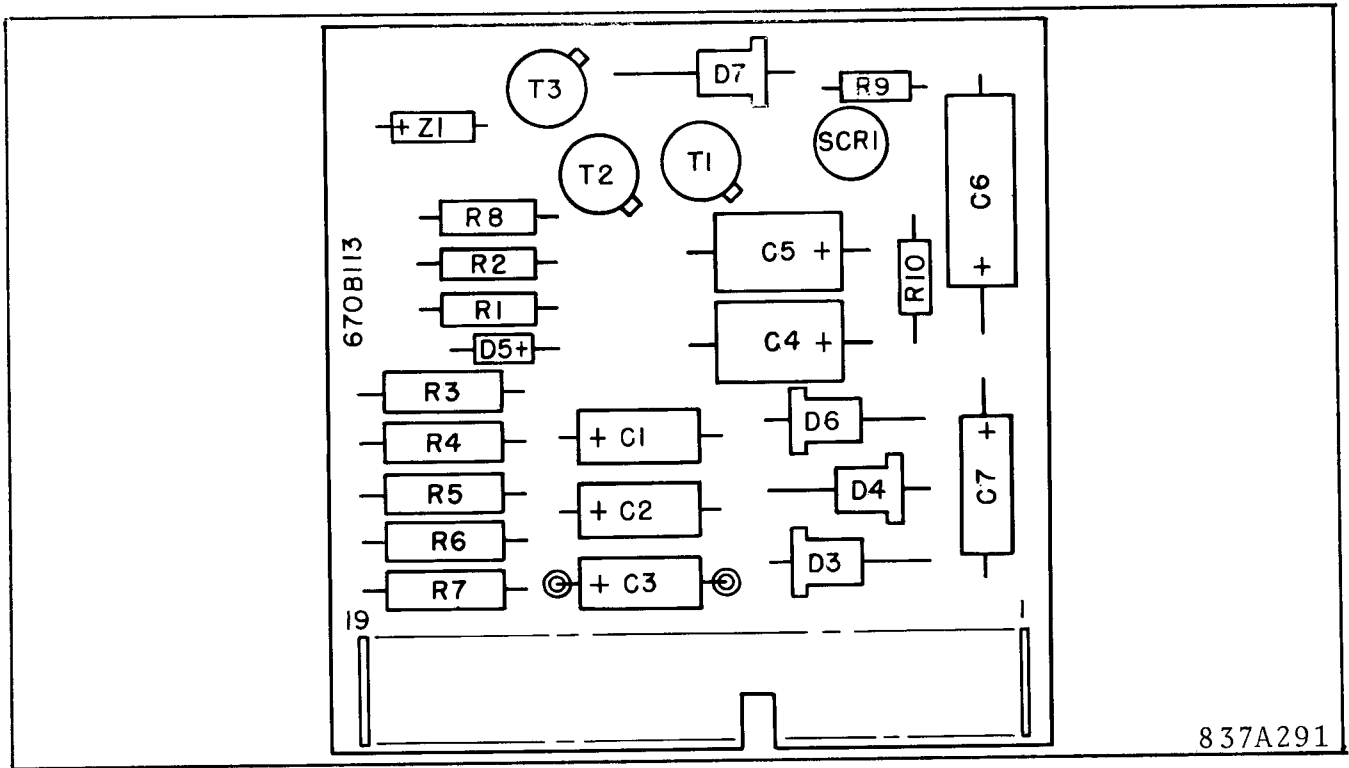 T3
D7
R9
+ Z1
T2
T1
SCR1
C6
+
R8
670B113
R2
C5 +
R10
R1
C4 +
D5+
R3
D6
+ C1
+
C7
R4
R5
D4
+ C2
R6
D3
R7
+ C3
19
1
837A291